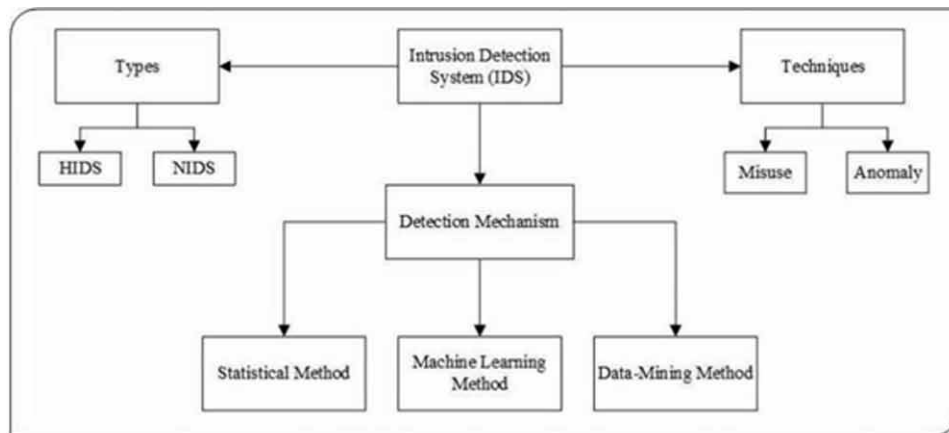 Types
Intrusion Detection
System (IDS)
Techniques
HIDS
NIDS
Misuse
Anomaly
Detection Mechanism
Statistical Method
Machine Learning
Method
Data-Mining Method